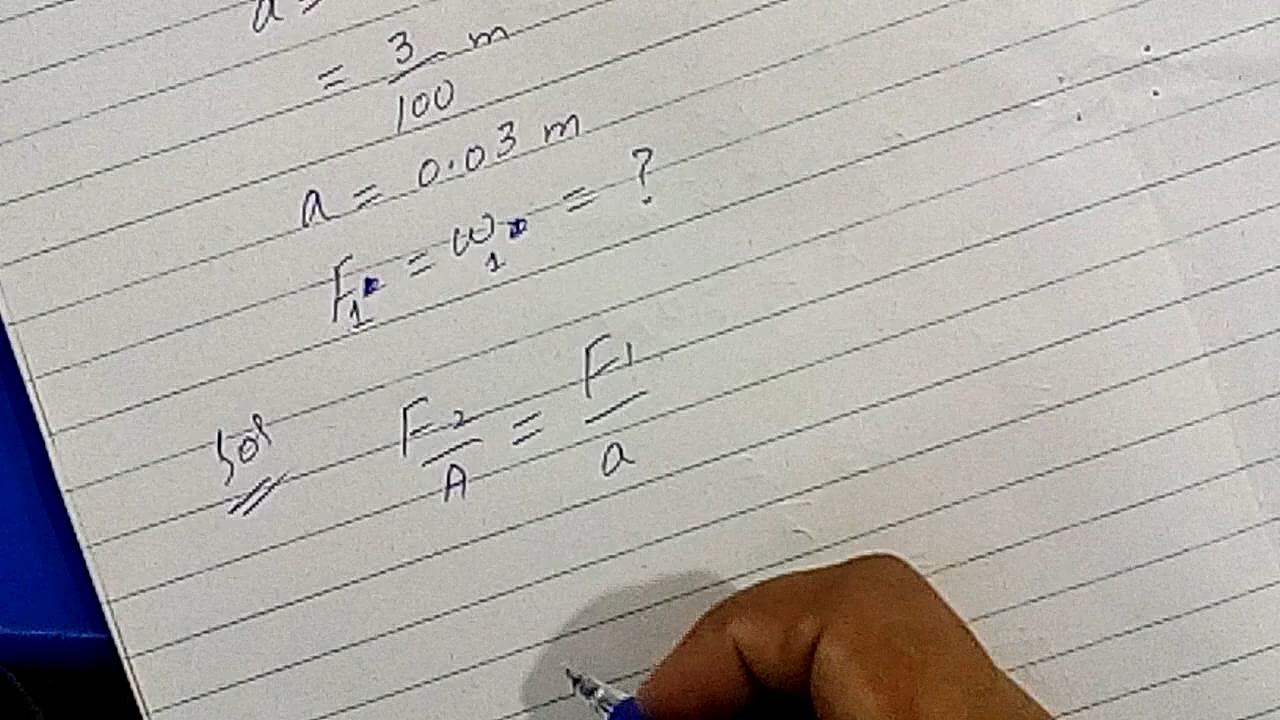 = 3/100 m
a = 0.03 m
F1 = w1 = ?
Sol F2/A = F1/a